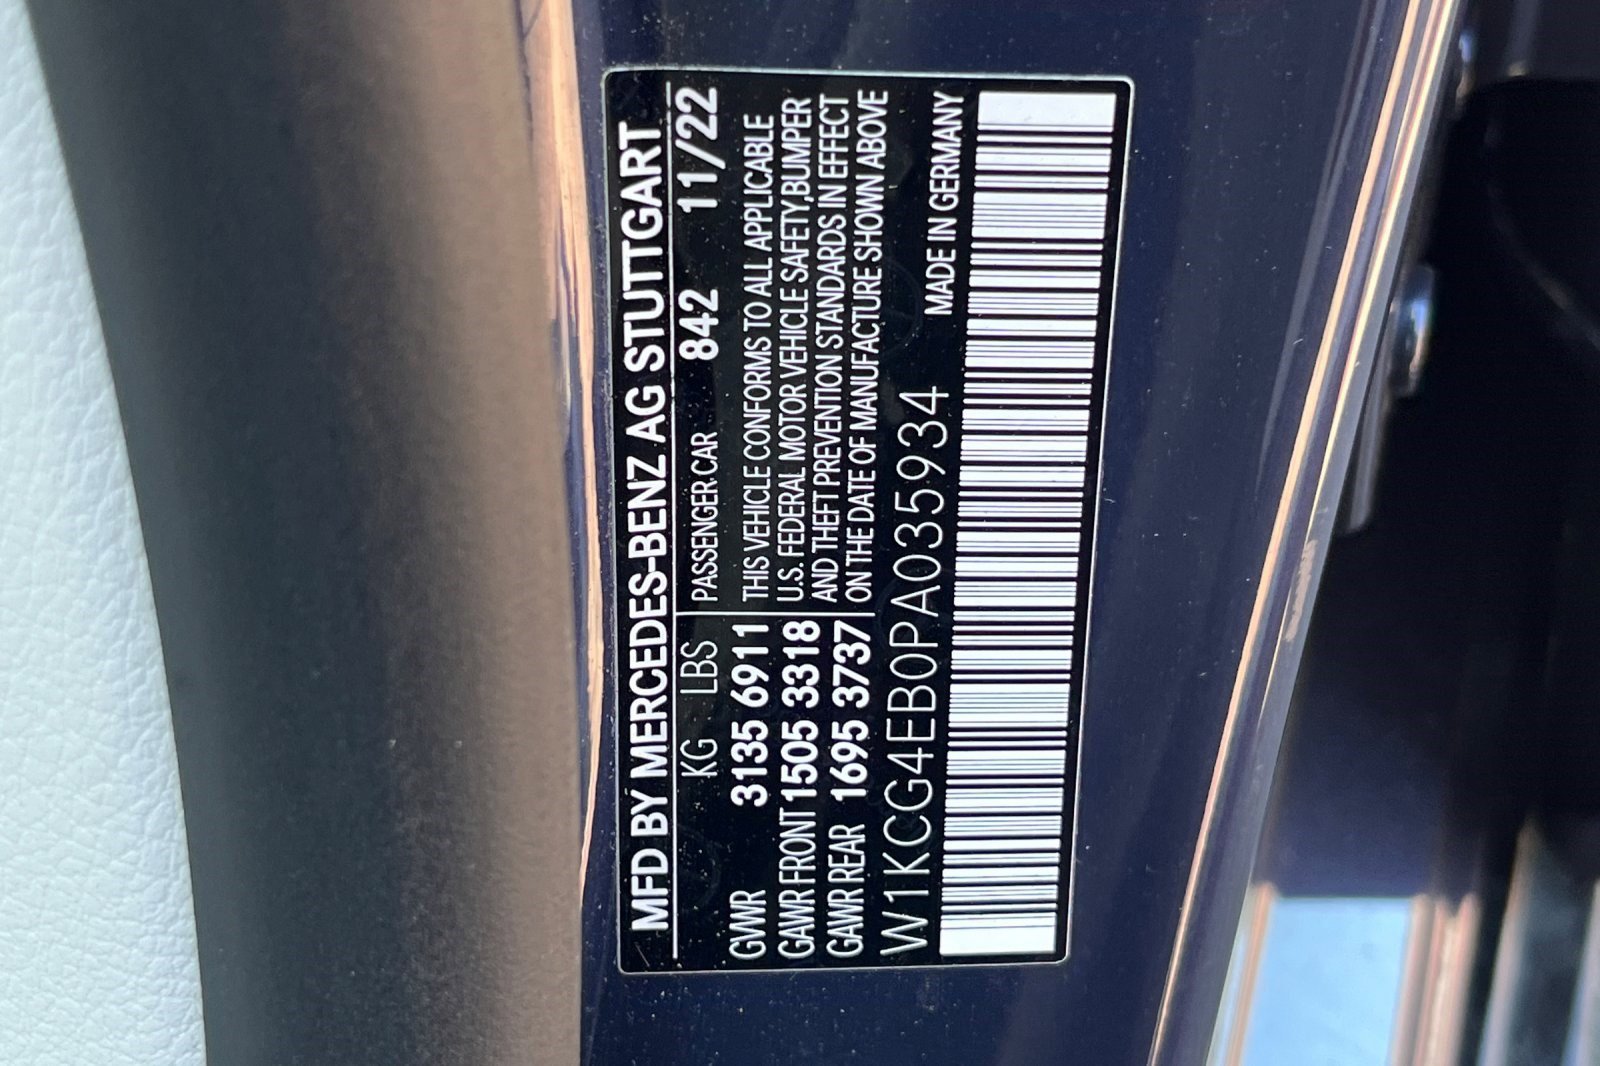 MFD BY MERCEDES-BENZ AG STUTTGART
KG LBS PASSENGER CAR 842 11/22
GVWR 3135 6911 THIS VEHICLE CONFORMS TO ALL APPLICABLE
GAWR FRONT 1505 3318 U.S. FEDERAL MOTOR VEHICLE SAFETY,BUMPER
AND THEFT PREVENTION STANDARDS IN EFFECT
GAWR REAR 1695 3737 ON THE DATE OF MANUFACTURE SHOWN ABOVE
W1KCG4EB0PA035934 MADE IN GERMANY